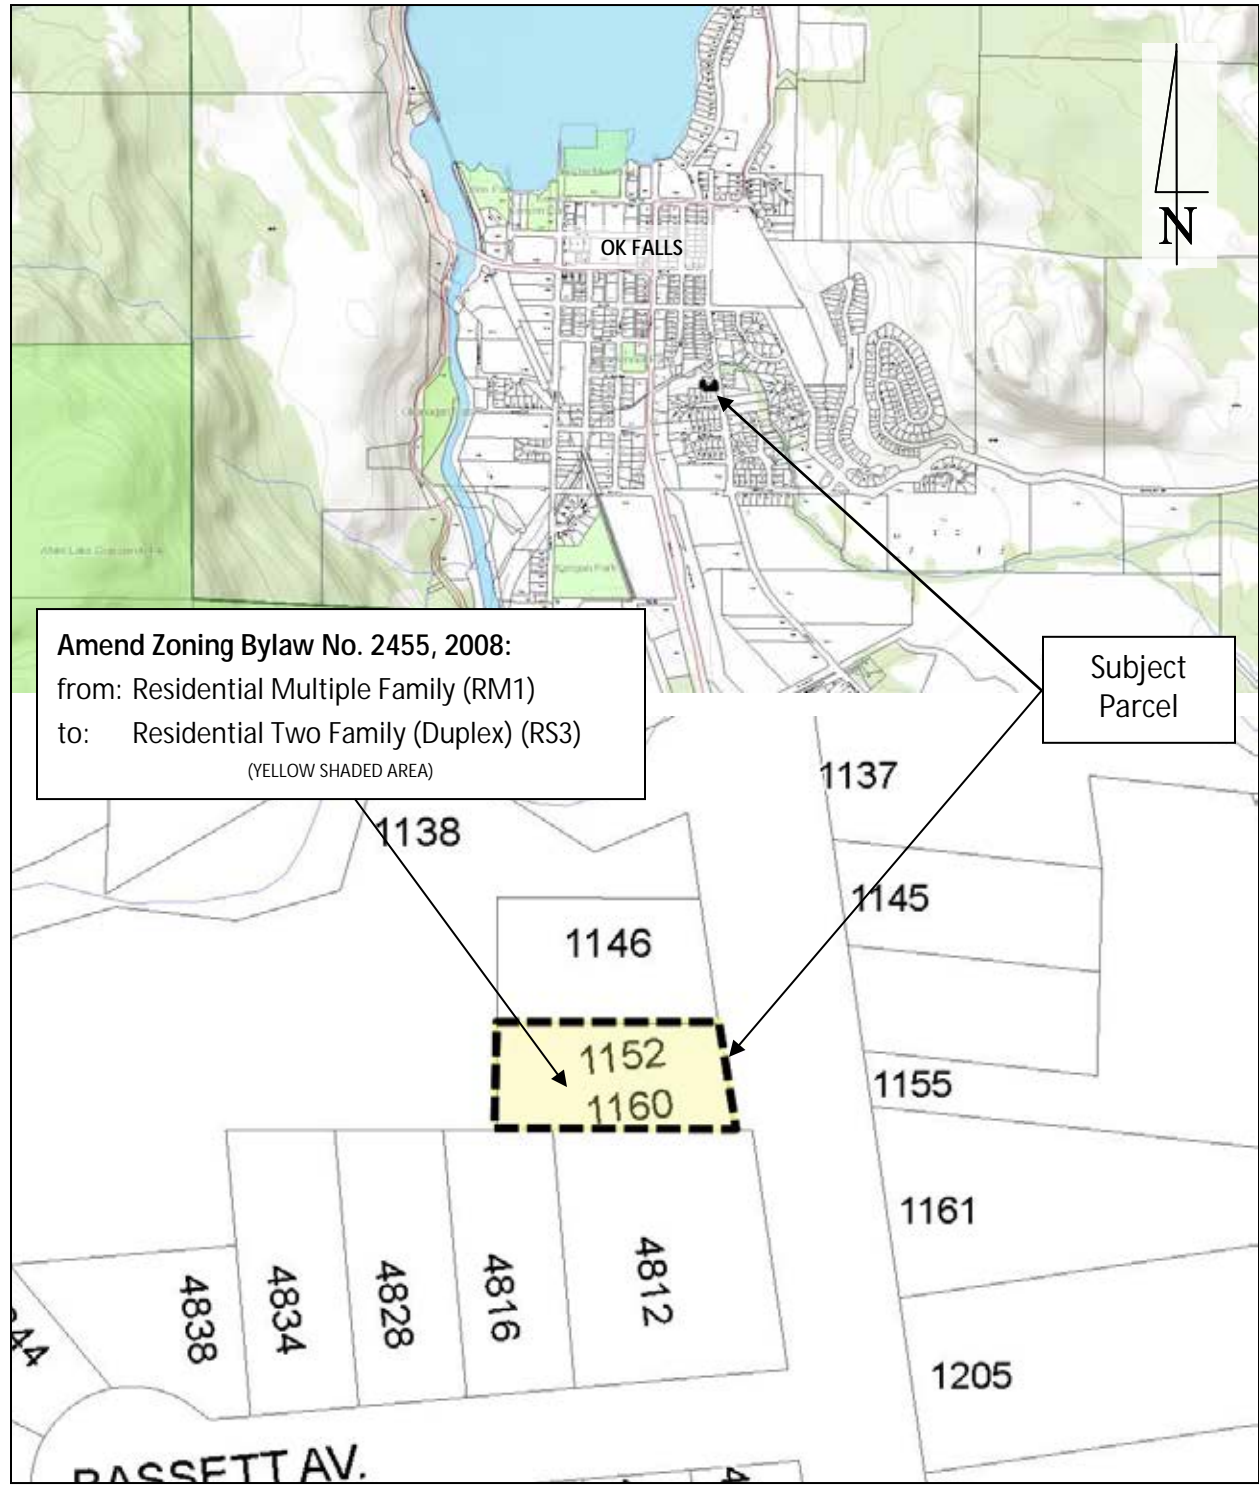 N
OK FALLS
Amend Zoning Bylaw No. 2455, 2008:
from: Residential Multiple Family (RM1)
to: Residential Two Family (Duplex) (RS3)
(YELLOW SHADED AREA)
Subject
Parcel
1137
1138
1145
1146
1152
1160
1155
1161
4838
4834
4828
4816
4812
1205
BASSETT AV.